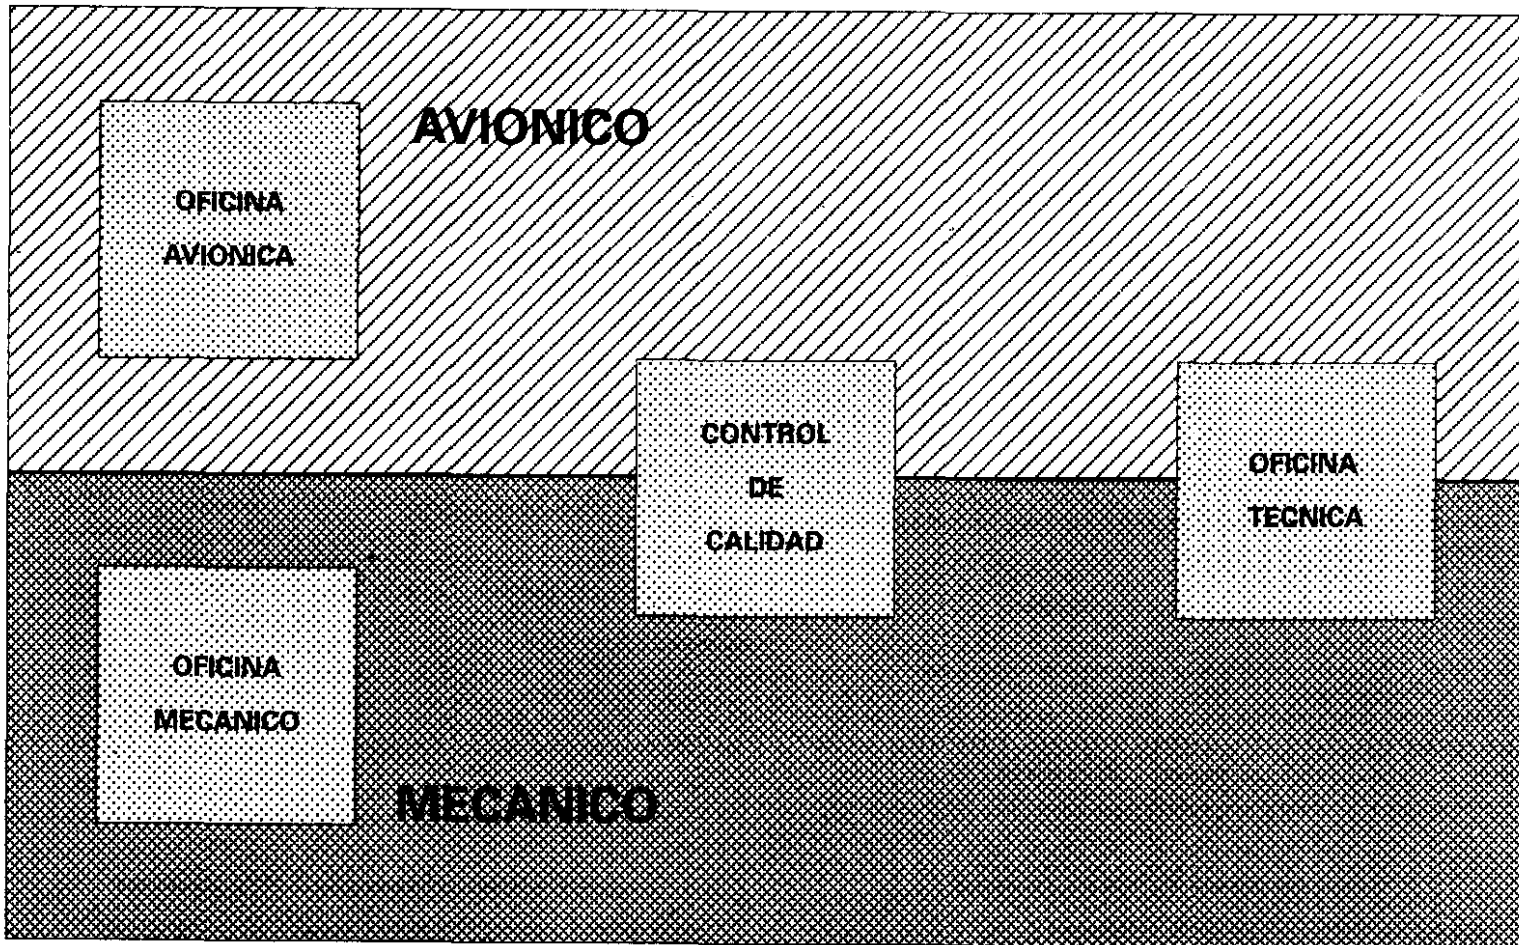 AVIONICO
OFICINA
AVIONICA
CONTROL
DE
CALIDAD
OFICINA
TECNICA
OFICINA
MECANICO
MECANICO